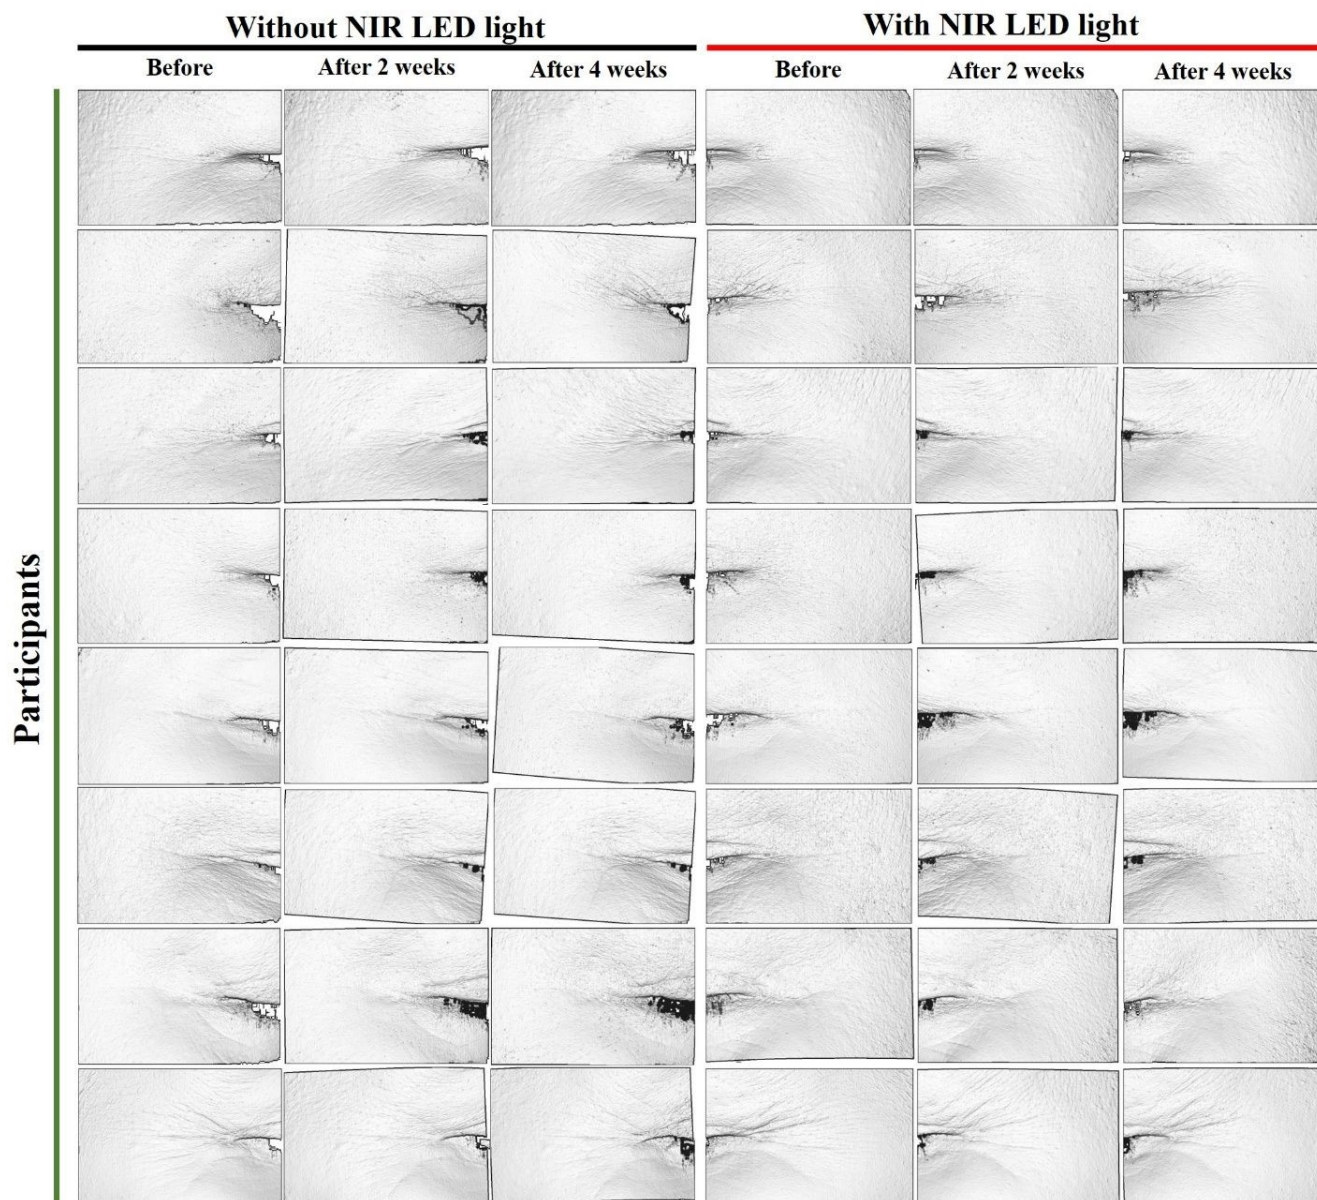 Without NIR LED light
With NIR LED light
Before
After 2 weeks
After 4 weeks
Before
After 2 weeks
After 4 weeks
Participants